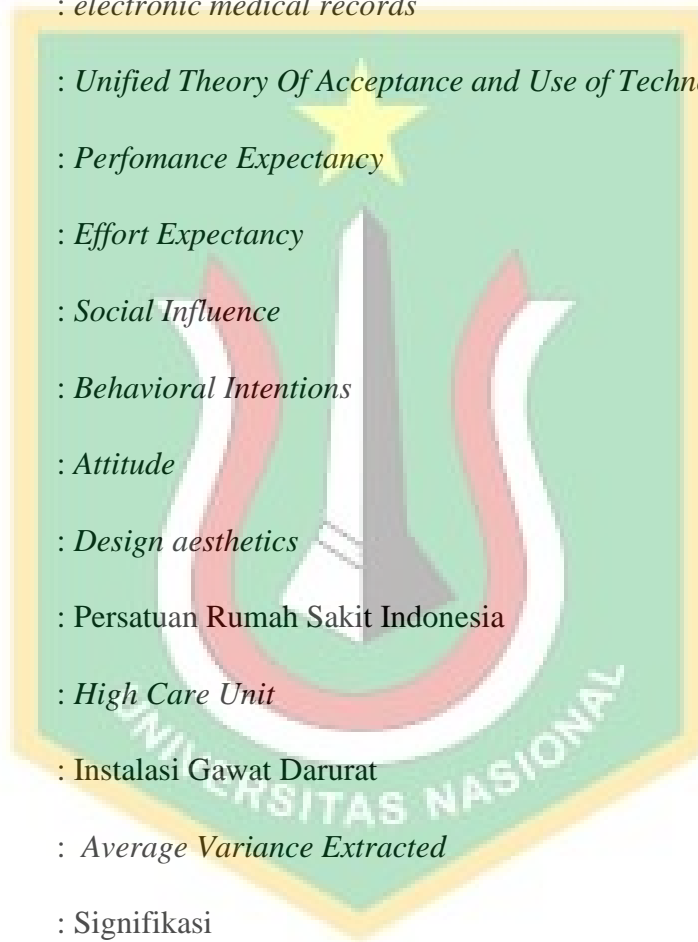 : electronic medical records
: Unified Theory Of Acceptance and Use of
: Perfomance Expectancy
: Effort Expectancy
: Social Influence
: Behavioral Intentions
: Attitude
: Design aesthetics
: Persatuan Rumah Sakit Indonesia
: High Care Unit
: Instalasi Gawat Darurat
: Average Variance Extracted
: Signifikasi
UNIVERSITAS NASIONAL